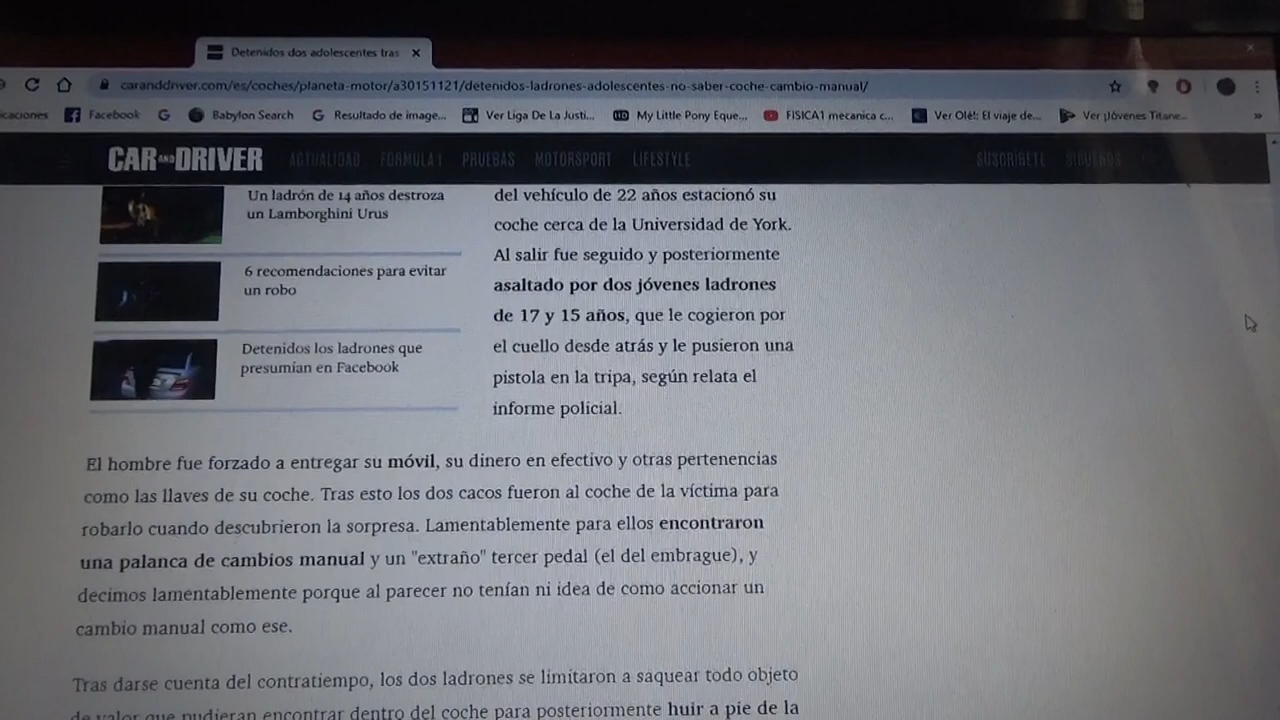 Detenidos dos adolescentes tras
caranddriver.com/es/coches/planeta-motor/a30151121/detenidos-ladrones-adolescentes-no-saber-coche-cambio-manual/
caciones Facebook G Babylon Search G Resultado de image... Ver Liga De La Justi... My Little Pony Eque... FISICA1 mecanica c... Ver Olé!: El viaje de... Ver ¡Jóvenes Titane... »
CAR AND DRIVER ACTUALIDAD FÓRMULA 1 PRUEBAS MOTORSPORT LIFESTYLE SUSCRÍBETE SÍGUENOS
Un ladrón de 14 años destroza
un Lamborghini Urus
6 recomendaciones para evitar
un robo
Detenidos los ladrones que
presumían en Facebook
del vehículo de 22 años estacionó su
coche cerca de la Universidad de York.
Al salir fue seguido y posteriormente
asaltado por dos jóvenes ladrones
de 17 y 15 años, que le cogieron por
el cuello desde atrás y le pusieron una
pistola en la tripa, según relata el
informe policial.
El hombre fue forzado a entregar su móvil, su dinero en efectivo y otras pertenencias
como las llaves de su coche. Tras esto los dos cacos fueron al coche de la víctima para
robarlo cuando descubrieron la sorpresa. Lamentablemente para ellos encontraron
una palanca de cambios manual y un "extraño" tercer pedal (el del embrague), y
decimos lamentablemente porque al parecer no tenían ni idea de como accionar un
cambio manual como ese.
Tras darse cuenta del contratiempo, los dos ladrones se limitaron a saquear todo objeto
de valor que pudieran encontrar dentro del coche para posteriormente huir a pie de la